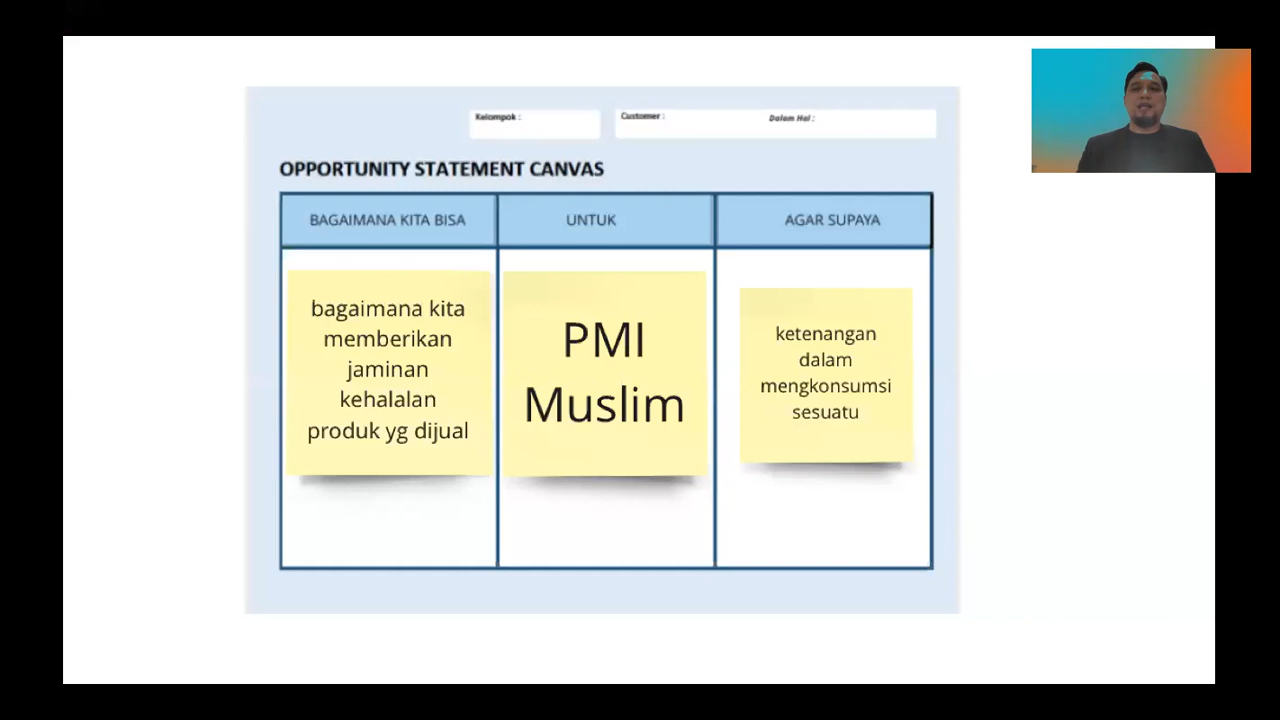 Kelompok :
Customer :
Dalam Hal :
OPPORTUNITY STATEMENT CANVAS
BAGAIMANA KITA BISA
UNTUK
AGAR SUPAYA
bagaimana kita
memberikan
jaminan
kehalalan
produk yg dijual
PMI
Muslim
ketenangan
dalam
mengkonsumsi
sesuatu